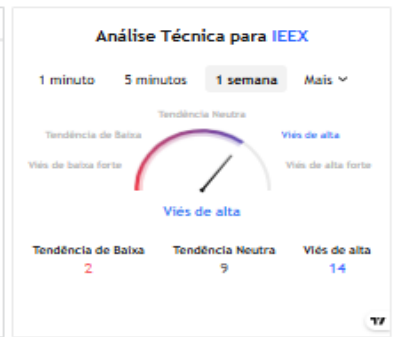 Análise Técnica para IEEX
1 minuto 5 minutos 1 semana Mais
Tendência Neutra
Tendência de Baixa Viés de alta
Viés de baixa forte Viés de alta forte
Viés de alta
Tendência de Baixa Tendência Neutra Viés de alta
2 9 14